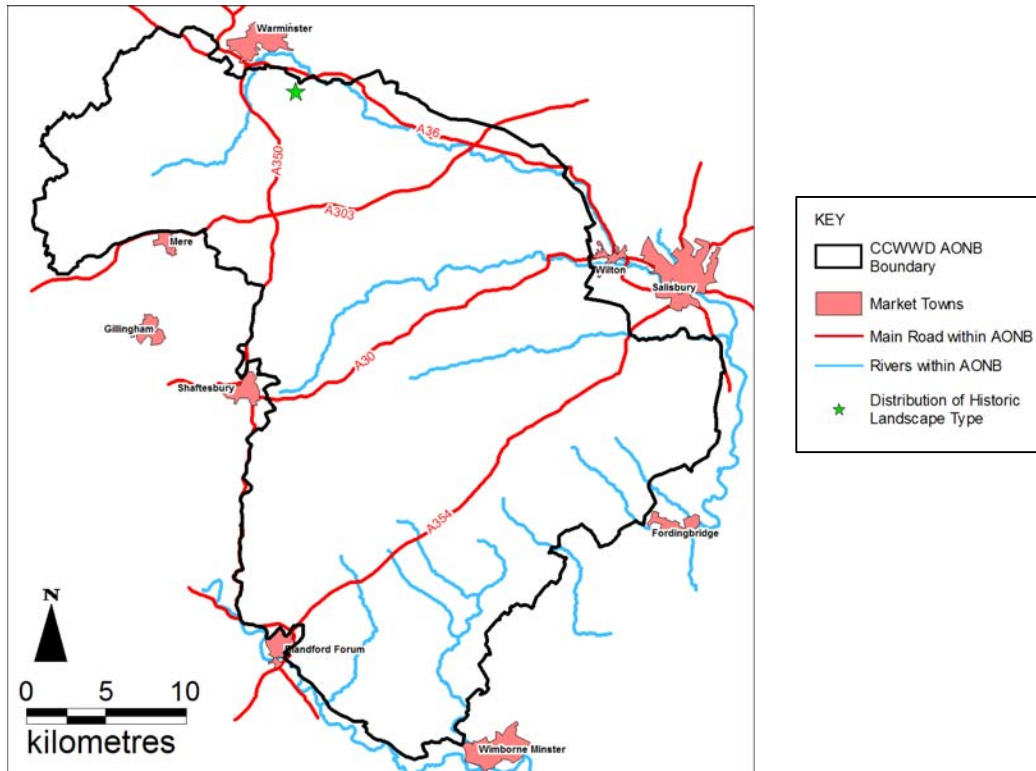 Warminster
A36
A350
A303
Mere
Wilton
Salisbury
Gillingham
A30
Shaftesbury
A354
Fordingbridge
N
Blandford Forum
0 5 10
kilometres
Wimborne Minster
KEY
CCWWD AONB
Boundary
Market Towns
Main Road within AONB
Rivers within AONB
Distribution of Historic
Landscape Type